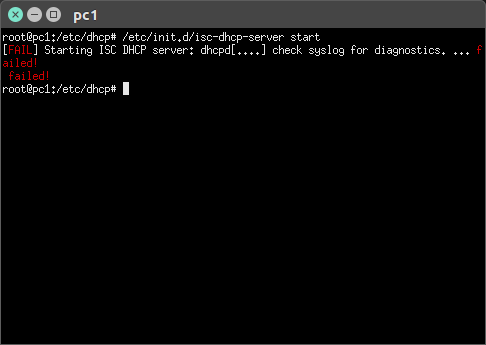 pc1
root@pc1:/etc/dhcp# /etc/init.d/isc-dhcp-server start
[FAIL] Starting ISC DHCP server: dhcpd[....] check syslog for diagnostics. ... f
ailed!
 failed!
root@pc1:/etc/dhcp#